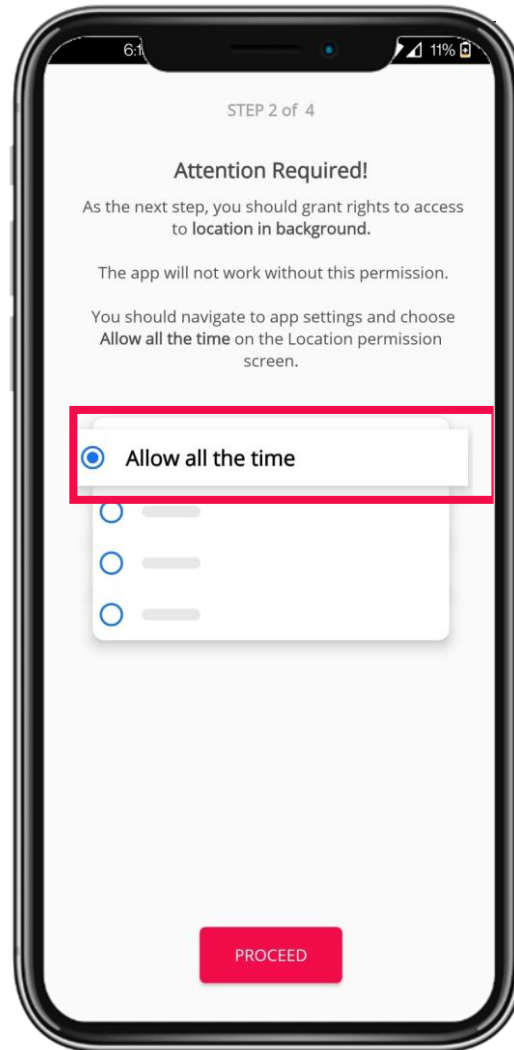 11%
STEP 2 of 4
Attention Required!
As the next step, you should grant rights to access
to location in background.
The app will not work without this permission.
You should navigate to app settings and choose
Allow all the time on the Location permission
screen.
Allow all the time
PROCEED